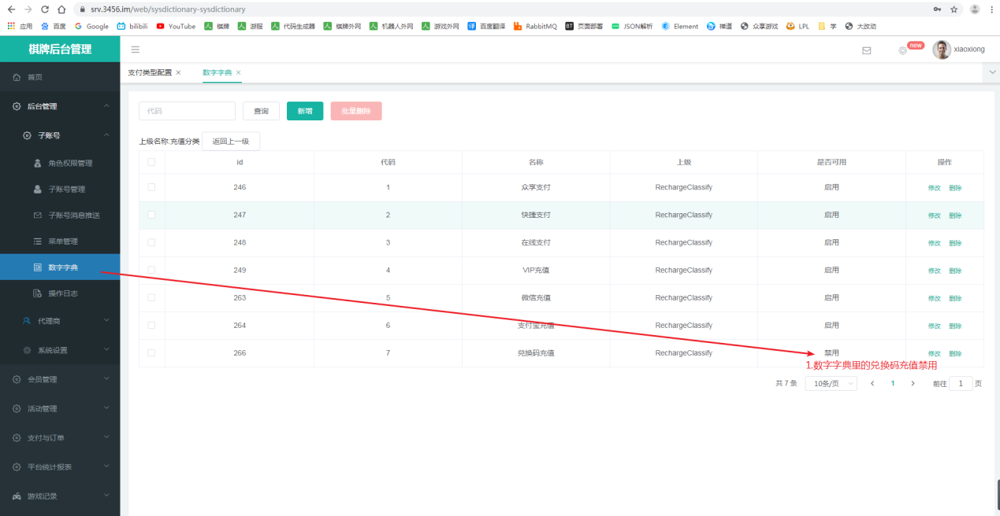 srv.3456.im/web/sysdictionary-sysdictionary
应用 百度 Google bilibili YouTube 棋牌 游服 代码生成器 棋牌外网 机器人外网 游戏外网 译 百度翻译 RabbitMQ BT 页面部署 JSON解析 Element 禅道 众享游戏 LPL 学 大改动
棋牌后台管理
new xiaoxiong
首页
支付类型配置 × 数字字典 ×
后台管理
代码 查询 新增 批量删除
子账号
上级名称:充值分类 返回上一级
角色权限管理
子账号管理
子账号消息推送
菜单管理
数字字典
操作日志
代理商
系统设置
会员管理
活动管理
支付与订单
平台统计报表
游戏记录
id 代码 名称 上级 是否可用 操作
246 1 众享支付 RechargeClassify 启用 修改 删除
247 2 快捷支付 RechargeClassify 启用 修改 删除
248 3 在线支付 RechargeClassify 启用 修改 删除
249 4 VIP充值 RechargeClassify 启用 修改 删除
263 5 微信充值 RechargeClassify 启用 修改 删除
264 6 支付宝充值 RechargeClassify 启用 修改 删除
266 7 兑换码充值 RechargeClassify 禁用 修改 删除
1.数字字典里的兑换码充值禁用
共 7 条 10条/页 1 前往 1 页